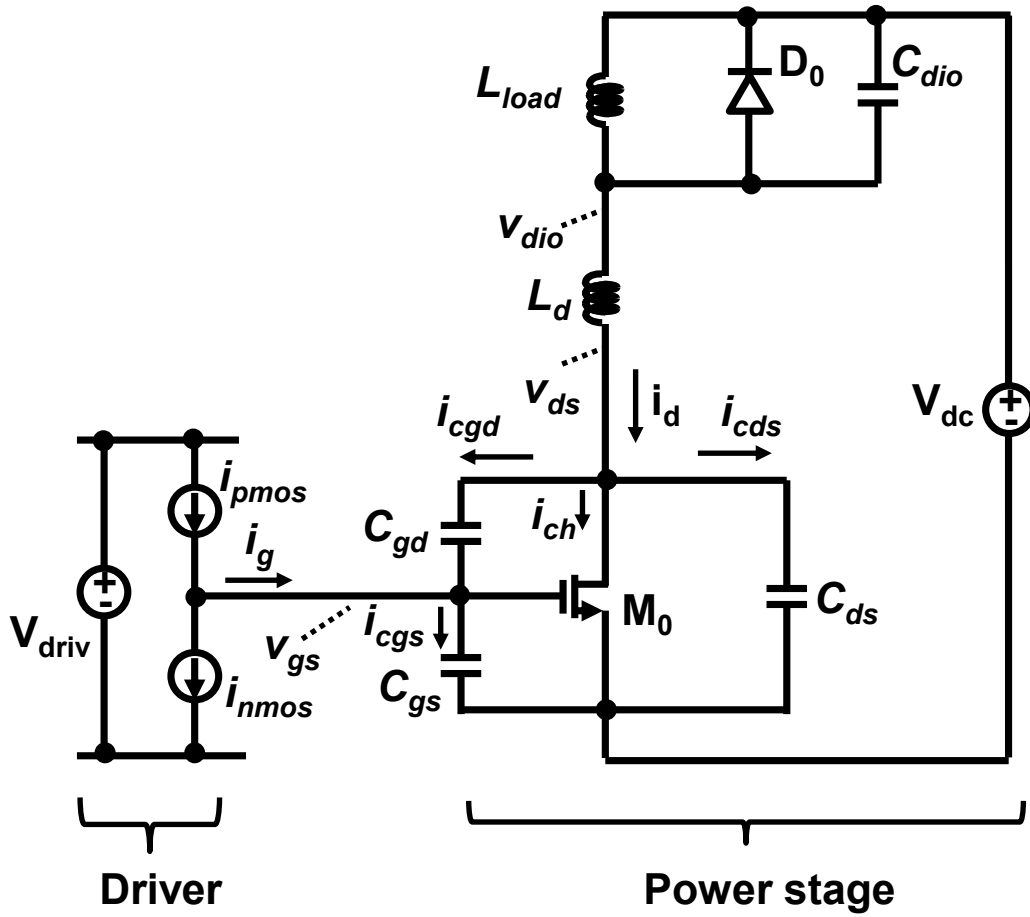 L_load
D_0
C_dio
v_dio
L_d
v_ds
i_d
V_dc
i_cgd
i_cds
i_pmos
C_gd
i_ch
i_g
M_0
C_ds
V_driv
v_gs
i_cgs
i_nmos
C_gs
+
-
+
-
Driver
Power stage